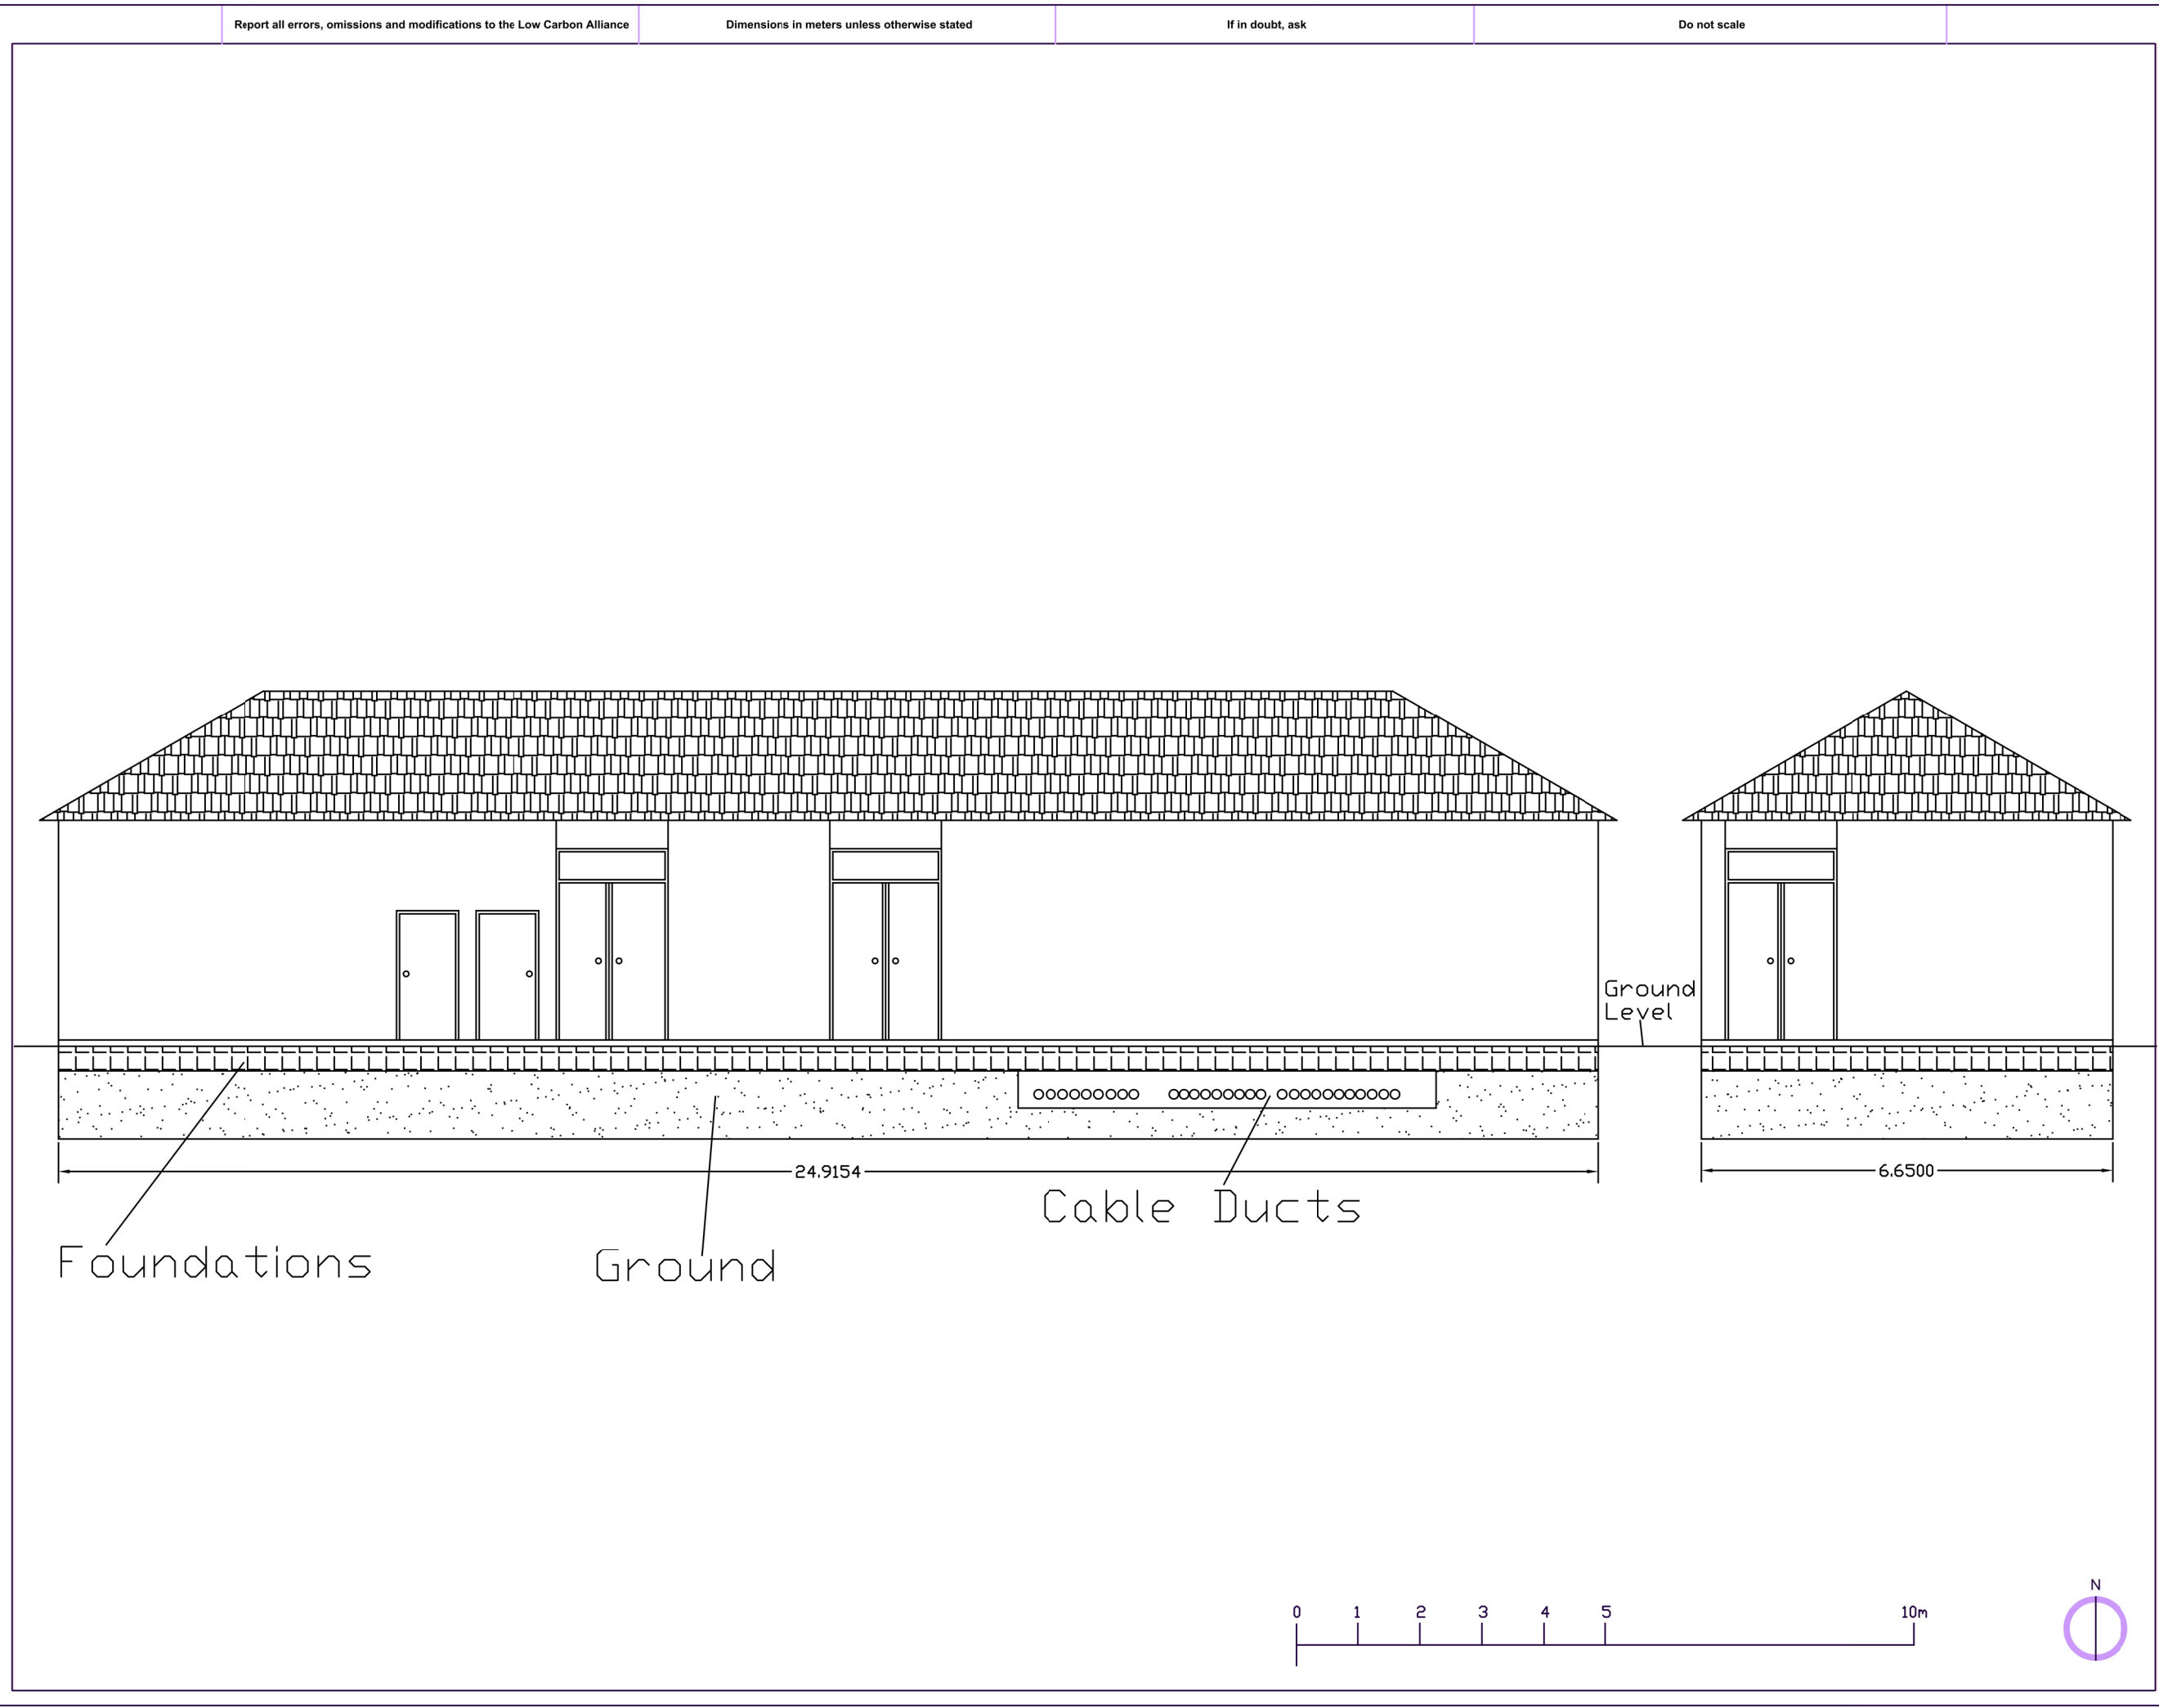 Report all errors, omissions and modifications to the Low Carbon Alliance
Dimensions in meters unless otherwise stated
If in doubt, ask
Do not scale
Ground
Level
24.9154
6.6500
Cable Ducts
Foundations
Ground
N
0 1 2 3 4 5 10m